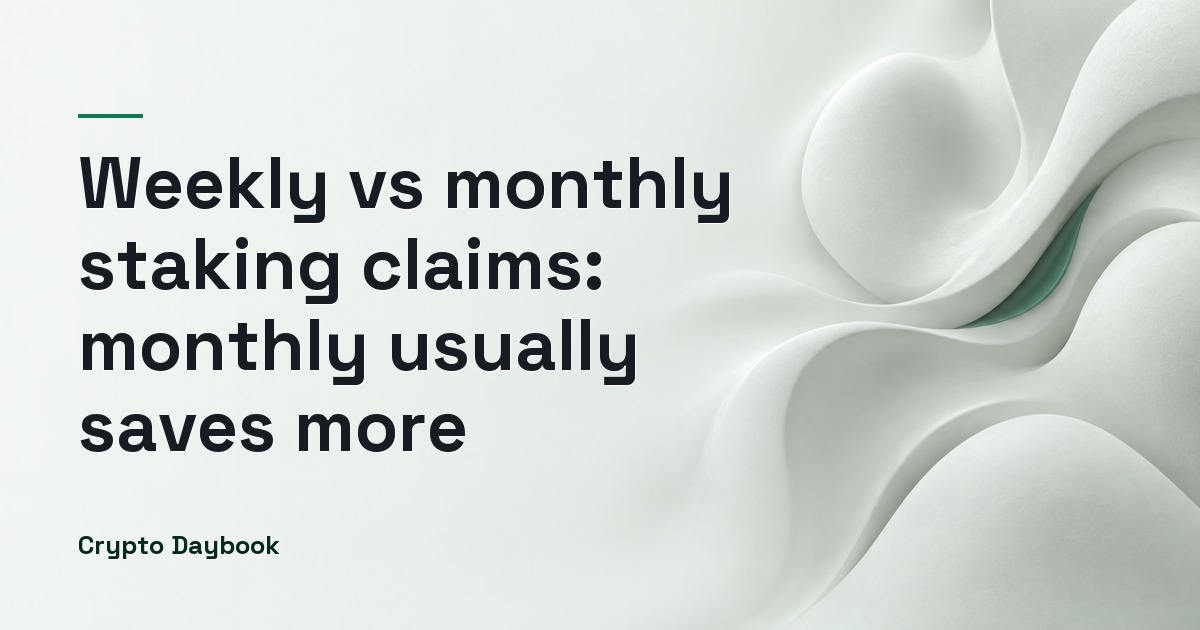 Weekly vs monthly
staking claims:
monthly usually
saves more
Crypto Daybook